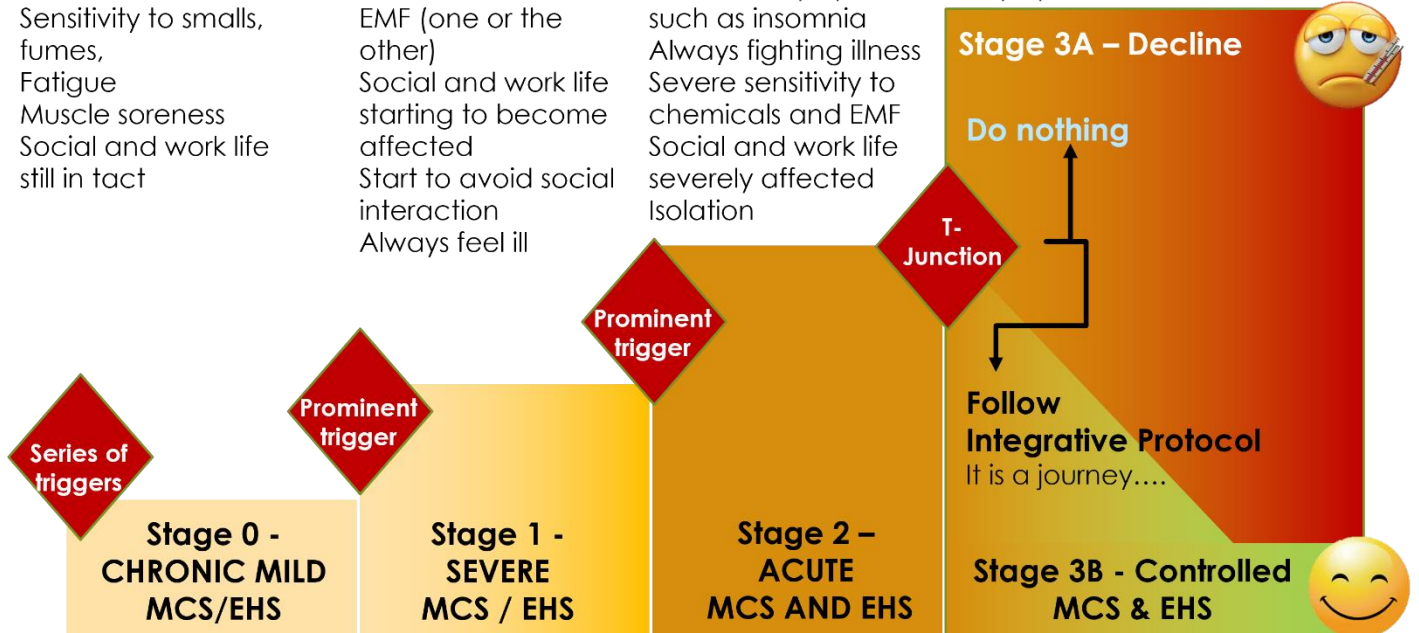 Sensitivity to smalls,
fumes,
Fatigue
Muscle soreness
Social and work life
still in tact
EMF (one or the
other)
Social and work life
starting to become
affected
Start to avoid social
interaction
Always feel ill
such as insomnia
Always fighting illness
Severe sensitivity to
chemicals and EMF
Social and work life
severely affected
Isolation
Series of
triggers
Prominent
trigger
Prominent
trigger
T-
Junction
Stage 3A – Decline
Do nothing
Follow
Integrative Protocol
It is a journey....
Stage 0 -
CHRONIC MILD
MCS/EHS
Stage 1 -
SEVERE
MCS / EHS
Stage 2 –
ACUTE
MCS AND EHS
Stage 3B - Controlled
MCS & EHS